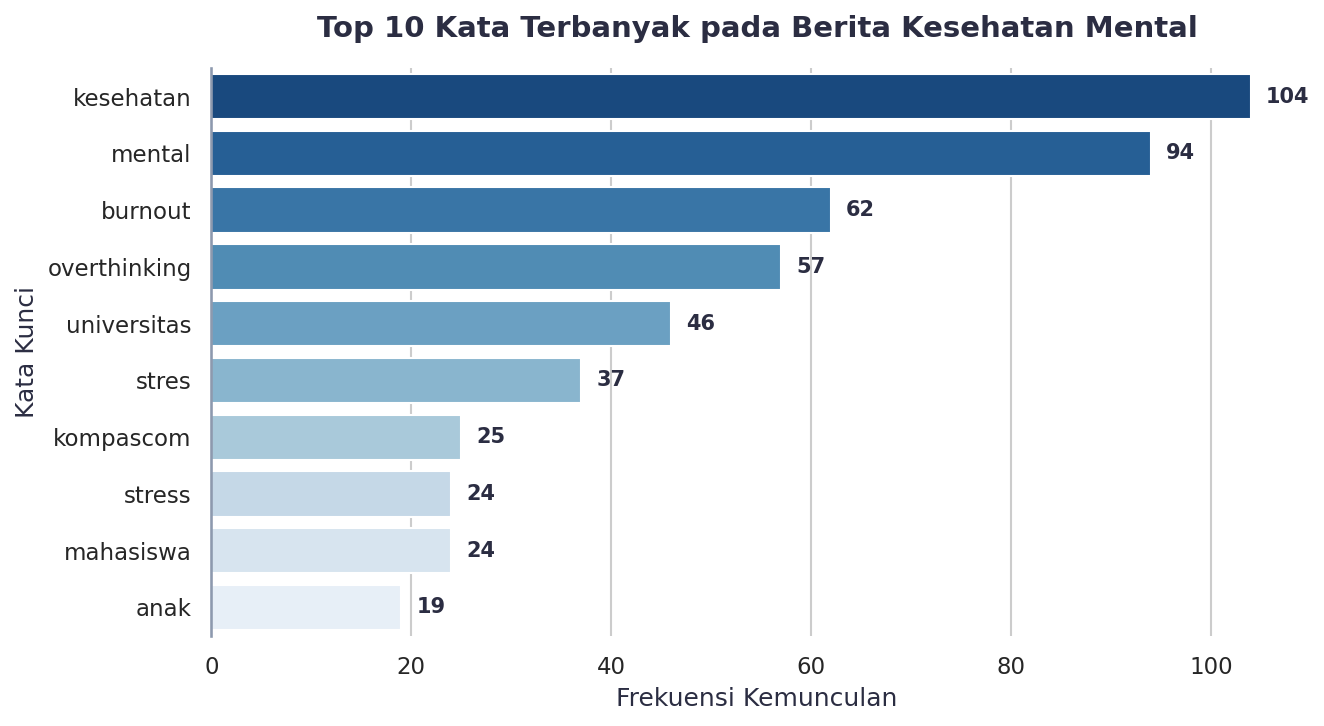 Top 10 Kata Terbanyak pada Berita Kesehatan Mental
Kata Kunci
kesehatan 104
mental 94
burnout 62
overthinking 57
universitas 46
stres 37
kompascom 25
stress 24
mahasiswa 24
anak 19
0 20 40 60 80 100
Frekuensi Kemunculan